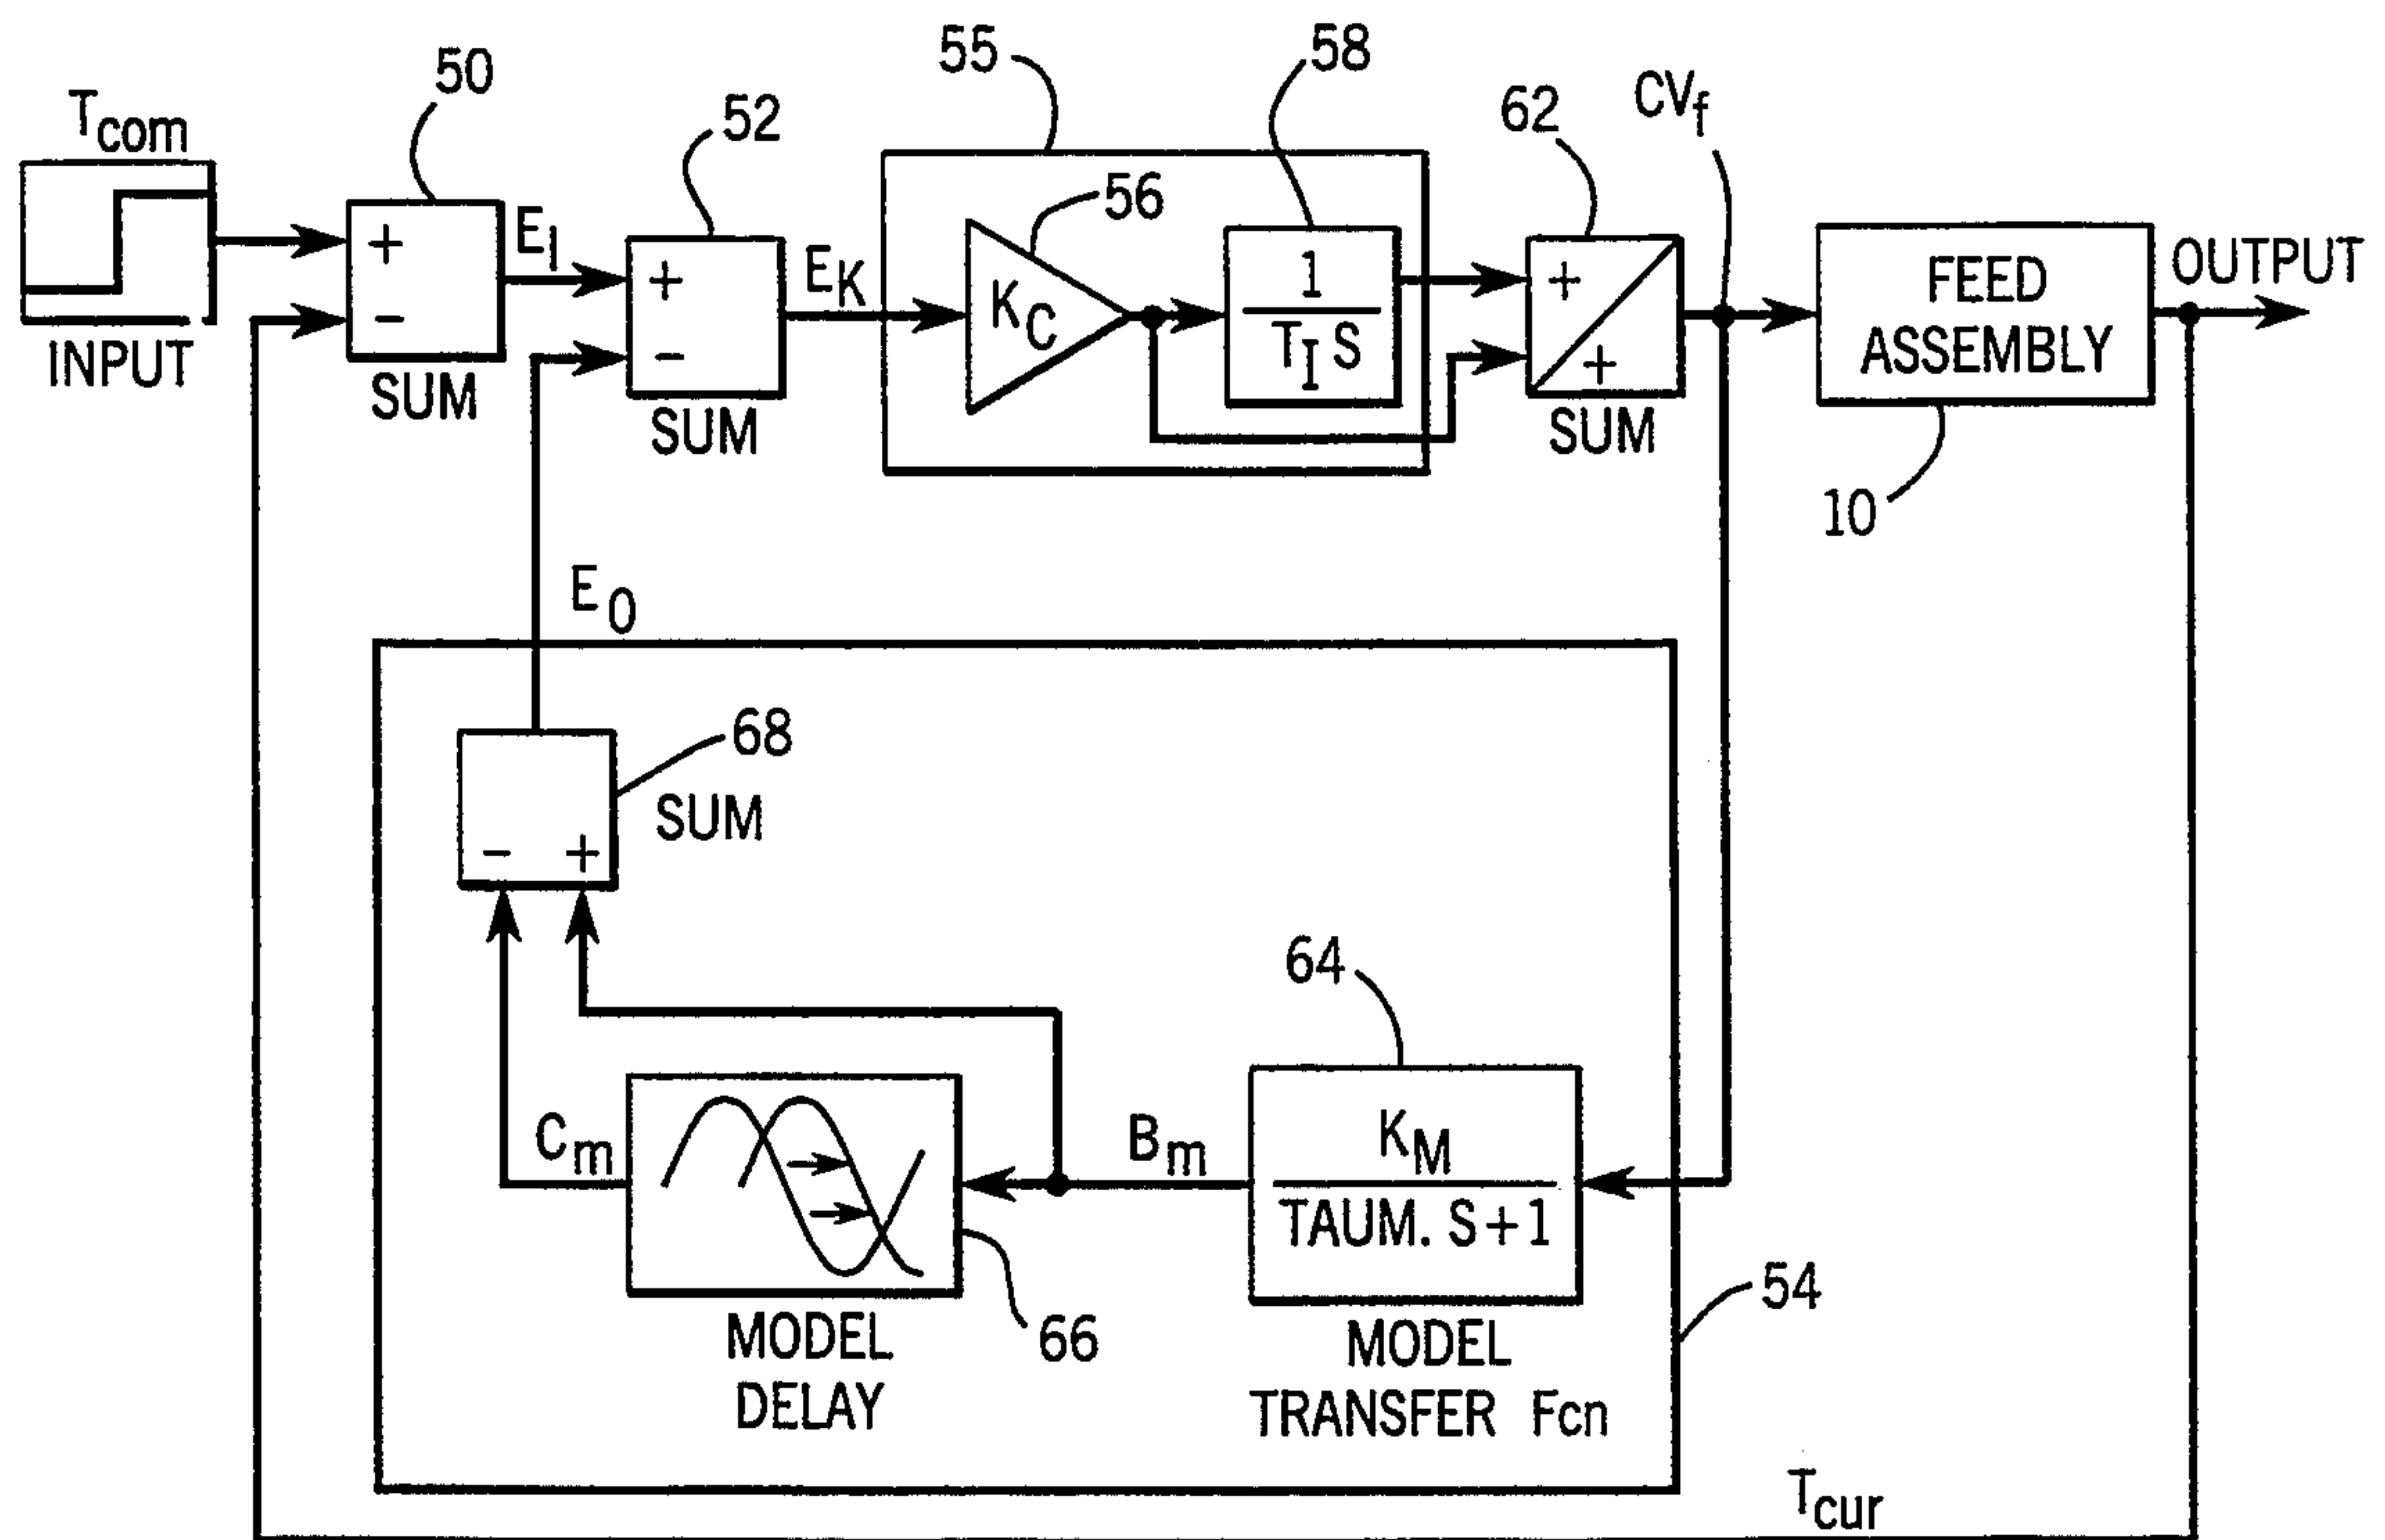 55
58
50
CVf
62
Tcom
52
56
+
EI
+
EK
KC
1
TI S
+
+
FEED
ASSEMBLY
OUTPUT
-
-
INPUT
SUM
SUM
SUM
10
E0
68
SUM
- +
64
Cm
Bm
KM
TAUM. S+1
54
MODEL
DELAY
66
MODEL
TRANSFER Fcn
Tcur